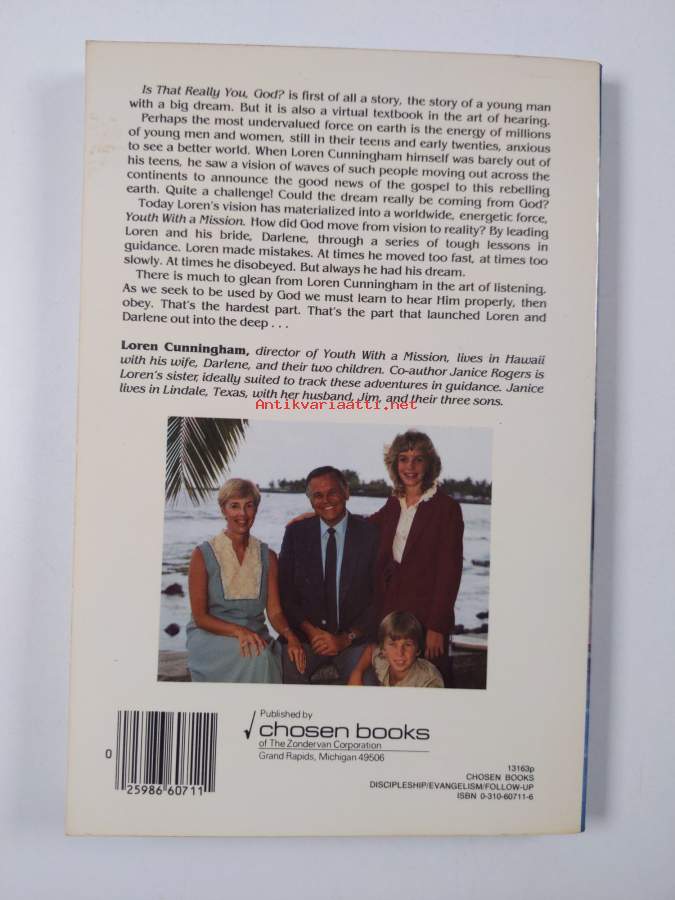 Is That Really You, God? is first of all a story, the story of a young man
with a big dream. But it is also a virtual textbook in the art of hearing.
Perhaps the most undervalued force on earth is the energy of millions
of young men and women, still in their teens and early twenties, anxious
to see a better world. When Loren Cunningham himself was barely out of
his teens, he saw a vision of waves of such people moving out across the
continents to announce the good news of the gospel to this rebelling
earth. Quite a challenge! Could the dream really be coming from God?
Today Loren's vision has materialized into a worldwide, energetic force,
Youth With a Mission. How did God move from vision to reality? By leading
Loren and his bride, Darlene, through a series of tough lessons in
guidance. Loren made mistakes. At times he moved too fast, at times too
slowly. At times he disobeyed. But always he had his dream.
There is much to glean from Loren Cunningham in the art of listening.
As we seek to be used by God we must learn to hear Him properly, then
obey. That's the hardest part. That's the part that launched Loren and
Darlene out into the deep . . .
Loren Cunningham, director of Youth With a Mission, lives in Hawaii
with his wife, Darlene, and their two children. Co-author Janice Rogers is
Loren's sister, ideally suited to track these adventures in guidance. Janice
lives in Lindale, Texas, with her husband, Jim, and their three sons.
Antikvariaatti.net
Published by
chosen books
of The Zondervan Corporation
Grand Rapids, Michigan 49506
0
25986 60711
13163p
CHOSEN BOOKS
DISCIPLESHIP/EVANGELISM/FOLLOW-UP
ISBN 0-310-60711-6